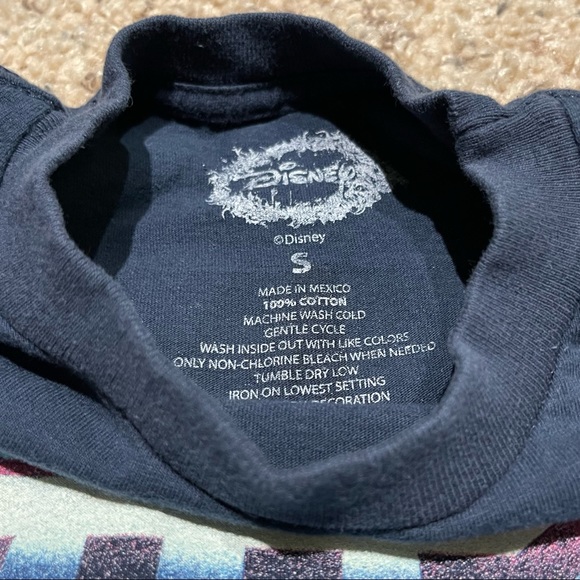 Disney
©Disney
S
MADE IN MEXICO
100% COTTON
MACHINE WASH COLD
GENTLE CYCLE
WASH INSIDE OUT WITH LIKE COLORS
ONLY NON-CHLORINE BLEACH WHEN NEEDED
TUMBLE DRY LOW
IRON ON LOWEST SETTING
DECORATION